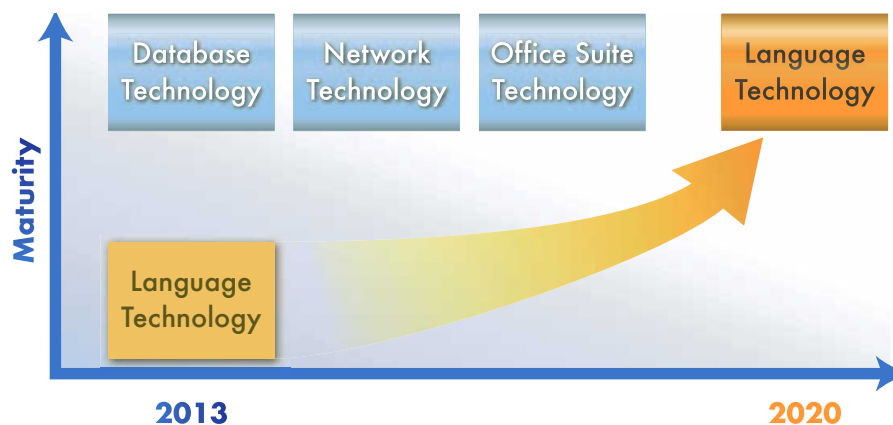 Database
Technology
Network
Technology
Office Suite
Technology
Language
Technology
Maturity
Language
Technology
2013
2020